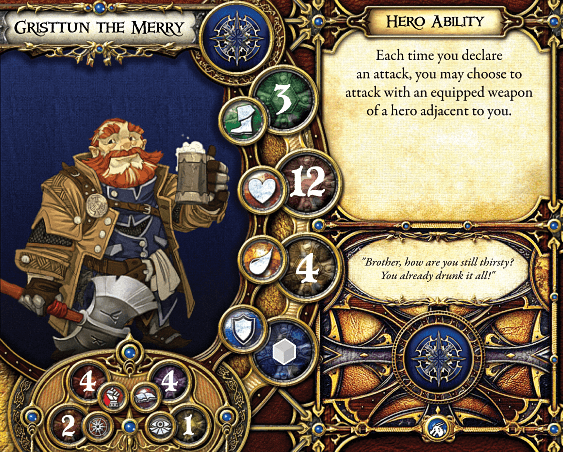 Gristtun the Merry
3
12
4
4
4
2
1
Hero Ability
Each time you declare
an attack, you may choose to
attack with an equipped weapon
of a hero adjacent to you.
"Brother, how are you still thirsty?
You already drunk it all!"